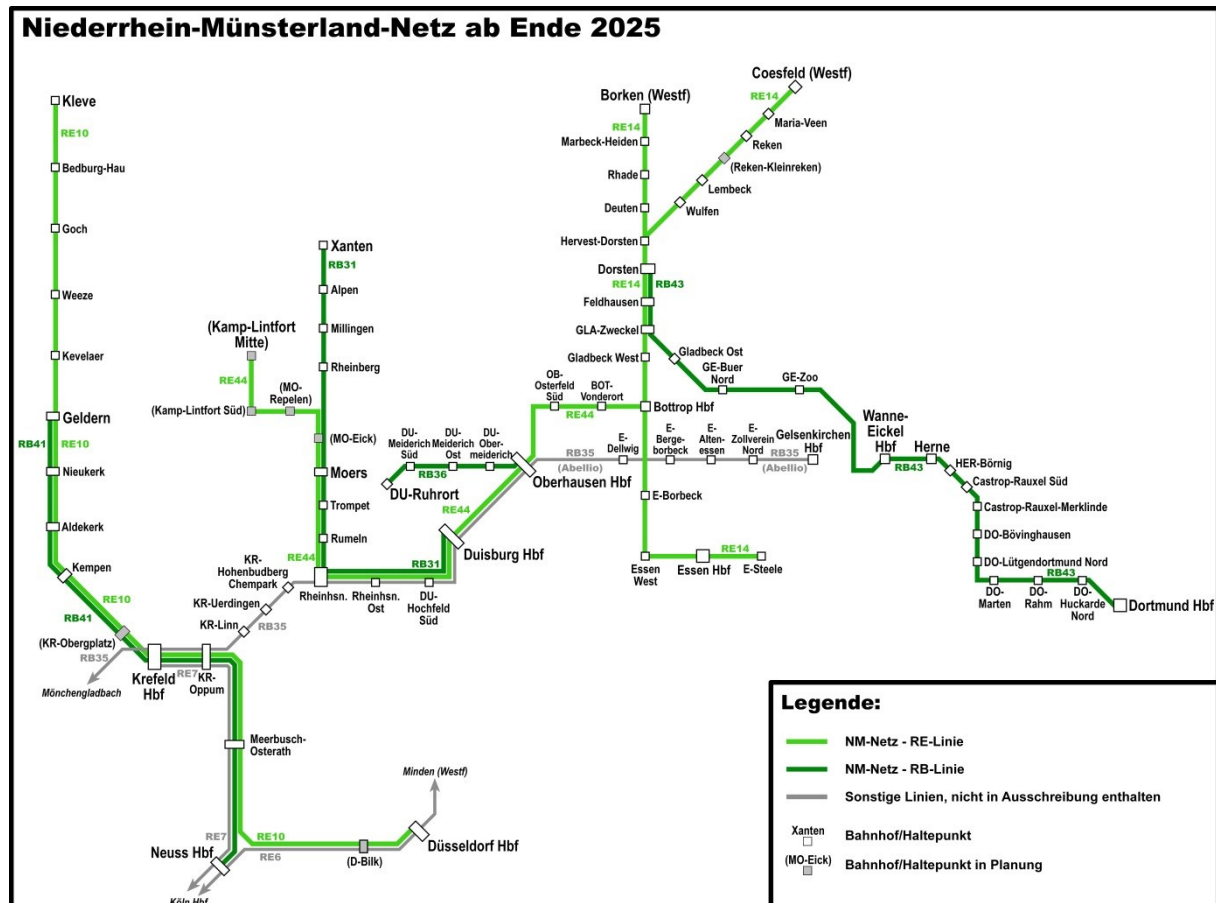 Niederrhein-Münsterland-Netz ab Ende 2025
Kleve
RE10
Bedburg-Hau
Goch
Weeze
Kevelaer
Geldern
RB41
RE10
Nieukerk
Aldekerk
Kempen
RE10
RB41
(KR-Obergplatz)
RB35
Mönchengladbach
Krefeld
Hbf
RE7
KR-
Oppum
Meerbusch-
Osterath
RE7
Neuss Hbf
Köln Hbf
RE10
RE6
(D-Bilk)
Düsseldorf Hbf
Minden (Westf)
Xanten
RB31
Alpen
Millingen
Rheinberg
(Kamp-Lintfort
Mitte)
RE44
(Kamp-Lintfort Süd)
(MO-
Repelen)
(MO-Eick)
Moers
Trompet
Rumeln
RE44
Rheinhsn.
KR-
Hohenbudberg
Chempark
KR-Uerdingen
KR-Linn
RB35
RB31
Rheinhsn.
Ost
DU-
Hochfeld
Süd
Duisburg Hbf
RE44
DU-
Meiderich
Süd
DU-
Meiderich
Ost
DU-
Ober-
meiderich
RB36
DU-Ruhrort
Oberhausen Hbf
OB-
Osterfeld
Süd
BOT-
Vonderort
RE44
Bottrop Hbf
RB35
(Abellio)
E-
Dellwig
E-
Berge-
borbeck
E-
Alten-
essen
E-
Zollverein
Nord
Gelsenkirchen
Hbf
RB35
(Abellio)
E-Borbeck
Essen
West
Essen Hbf
RE14
E-Steele
Borken (Westf)
RE14
Marbeck-Heiden
Rhade
Deuten
Hervest-Dorsten
Dorsten
RE14
RB43
Feldhausen
GLA-Zweckel
Gladbeck West
Coesfeld (Westf)
RE14
Maria-Veen
Reken
(Reken-Kleinreken)
Lembeck
Wulfen
Gladbeck Ost
GE-Buer
Nord
GE-Zoo
Wanne-
Eickel
Hbf
RB43
Herne
HER-Börnig
Castrop-Rauxel Süd
Castrop-Rauxel-Merklinde
DO-Bövinghausen
DO-Lütgendortmund Nord
RB43
DO-
Marten
DO-
Rahm
DO-
Huckarde
Nord
Dortmund Hbf
Legende:
NM-Netz - RE-Linie
NM-Netz - RB-Linie
Sonstige Linien, nicht in Ausschreibung enthalten
Xanten
Bahnhof/Haltepunkt
(MO-Eick)
Bahnhof/Haltepunkt in Planung